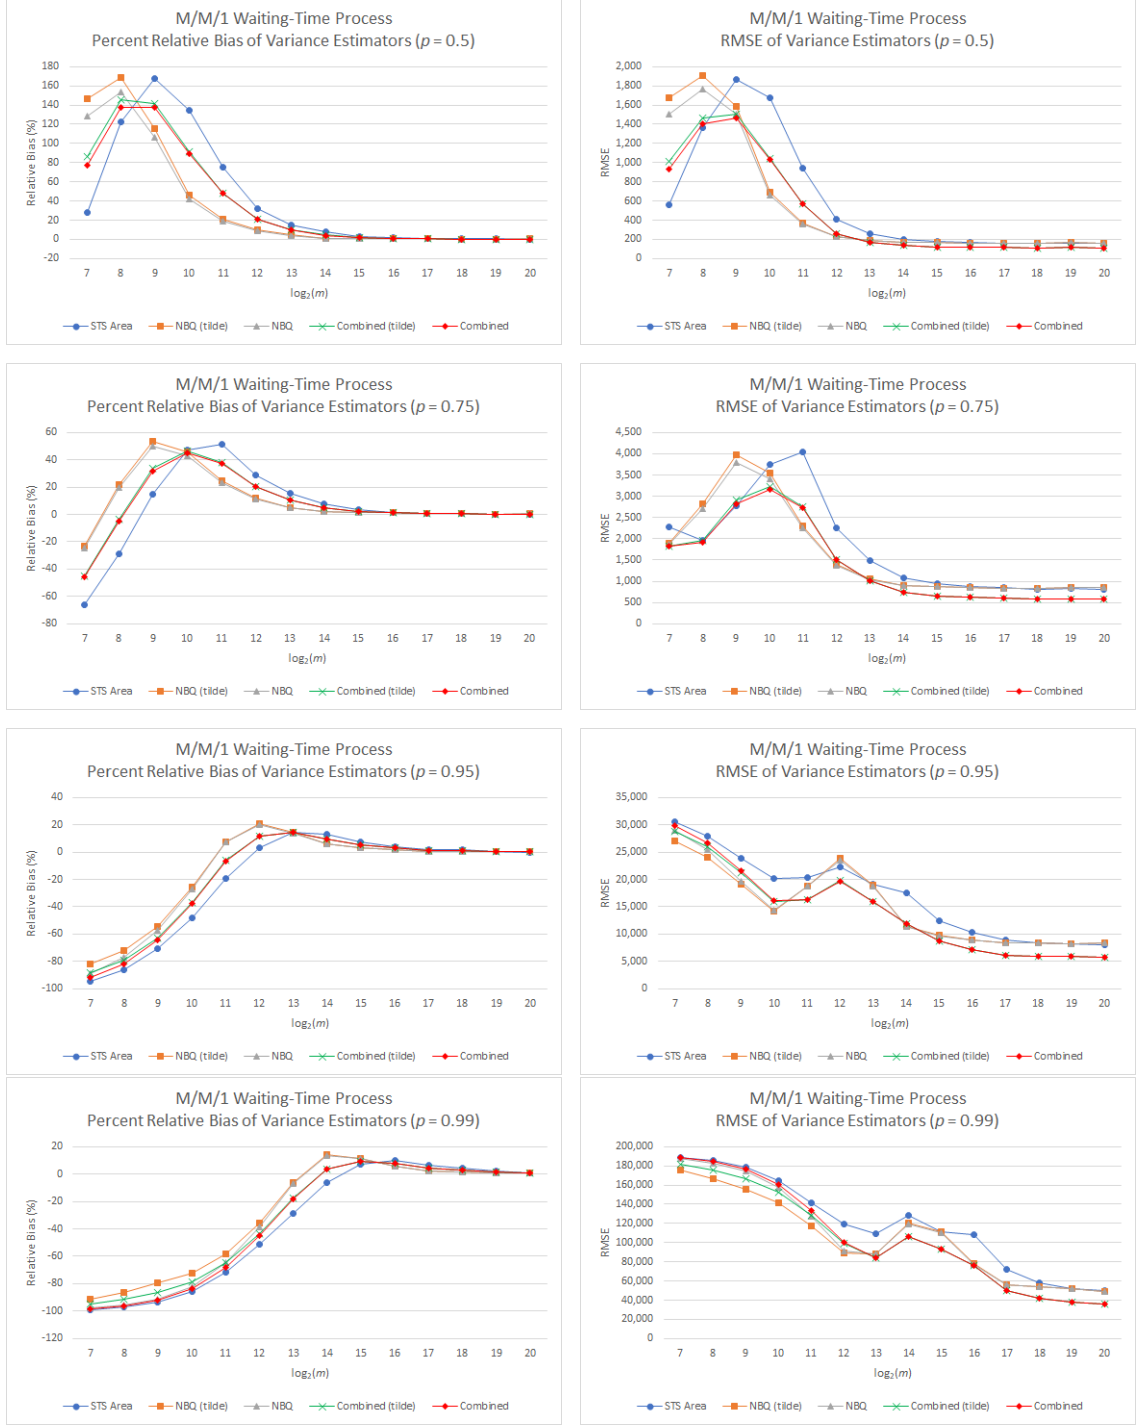 M/M/1 Waiting-Time Process
Percent Relative Bias of Variance Estimators (p = 0.5)
Relative Bias (%)
180
160
140
120
100
80
60
40
20
0
-20
7 8 9 10 11 12 13 14 15 16 17 18 19 20
log2(m)
STS Area NBQ (tilde) NBQ Combined (tilde) Combined
M/M/1 Waiting-Time Process
RMSE of Variance Estimators (p = 0.5)
RMSE
2,000
1,800
1,600
1,400
1,200
1,000
800
600
400
200
0
7 8 9 10 11 12 13 14 15 16 17 18 19 20
log2(m)
STS Area NBQ (tilde) NBQ Combined (tilde) Combined
M/M/1 Waiting-Time Process
Percent Relative Bias of Variance Estimators (p = 0.75)
Relative Bias (%)
60
40
20
0
-20
-40
-60
-80
7 8 9 10 11 12 13 14 15 16 17 18 19 20
log2(m)
STS Area NBQ (tilde) NBQ Combined (tilde) Combined
M/M/1 Waiting-Time Process
RMSE of Variance Estimators (p = 0.75)
RMSE
4,500
4,000
3,500
3,000
2,500
2,000
1,500
1,000
500
0
7 8 9 10 11 12 13 14 15 16 17 18 19 20
log2(m)
STS Area NBQ (tilde) NBQ Combined (tilde) Combined
M/M/1 Waiting-Time Process
Percent Relative Bias of Variance Estimators (p = 0.95)
Relative Bias (%)
40
20
0
-20
-40
-60
-80
-100
7 8 9 10 11 12 13 14 15 16 17 18 19 20
log2(m)
STS Area NBQ (tilde) NBQ Combined (tilde) Combined
M/M/1 Waiting-Time Process
RMSE of Variance Estimators (p = 0.95)
RMSE
35,000
30,000
25,000
20,000
15,000
10,000
5,000
0
7 8 9 10 11 12 13 14 15 16 17 18 19 20
log2(m)
STS Area NBQ (tilde) NBQ Combined (tilde) Combined
M/M/1 Waiting-Time Process
Percent Relative Bias of Variance Estimators (p = 0.99)
Relative Bias (%)
20
0
-20
-40
-60
-80
-100
-120
7 8 9 10 11 12 13 14 15 16 17 18 19 20
log2(m)
STS Area NBQ (tilde) NBQ Combined (tilde) Combined
M/M/1 Waiting-Time Process
RMSE of Variance Estimators (p = 0.99)
RMSE
200,000
180,000
160,000
140,000
120,000
100,000
80,000
60,000
40,000
20,000
0
7 8 9 10 11 12 13 14 15 16 17 18 19 20
log2(m)
STS Area NBQ (tilde) NBQ Combined (tilde) Combined